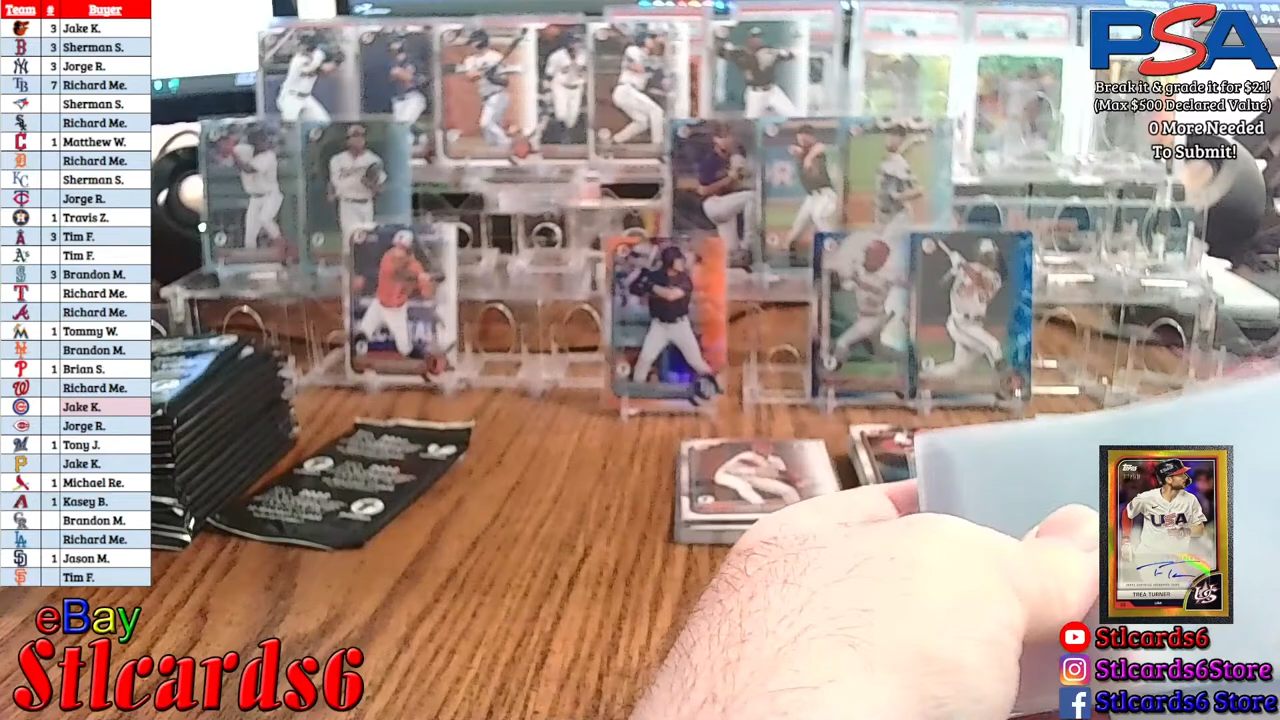 Team # Buyer
3 Jake K.
3 Sherman S.
3 Jorge R.
7 Richard Me.
Sherman S.
Richard Me.
1 Matthew W.
Richard Me.
Sherman S.
Jorge R.
1 Travis Z.
3 Tim F.
Tim F.
3 Brandon M.
Richard Me.
Richard Me.
1 Tommy W.
Brandon M.
1 Brian S.
Richard Me.
Jake K.
Jorge R.
1 Tony J.
Jake K.
1 Michael Re.
1 Kasey B.
Brandon M.
Richard Me.
1 Jason M.
Tim F.
eBay
Stlcards6
PSA
Break it & grade it for $21!
(Max $500 Declared Value)
0 More Needed
To Submit!
Topps
USA
TREA TURNER
Stlcards6
Stlcards6Store
Stlcards6 Store